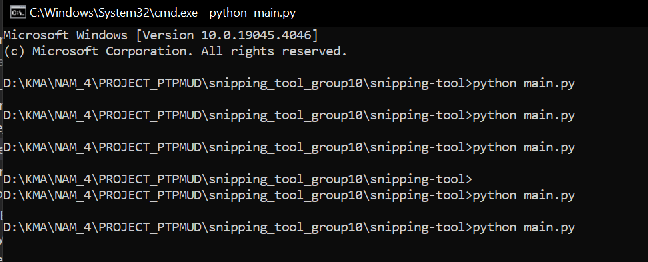 C:\Windows\System32\cmd.exe - python main.py
Microsoft Windows [Version 10.0.19045.4046]
(c) Microsoft Corporation. All rights reserved.
D:\KMA\NAM_4\PROJECT_PTPMUD\snipping_tool_group10\snipping-tool>python main.py
D:\KMA\NAM_4\PROJECT_PTPMUD\snipping_tool_group10\snipping-tool>python main.py
D:\KMA\NAM_4\PROJECT_PTPMUD\snipping_tool_group10\snipping-tool>python main.py
D:\KMA\NAM_4\PROJECT_PTPMUD\snipping_tool_group10\snipping-tool>
D:\KMA\NAM_4\PROJECT_PTPMUD\snipping_tool_group10\snipping-tool>python main.py
D:\KMA\NAM_4\PROJECT_PTPMUD\snipping_tool_group10\snipping-tool>python main.py